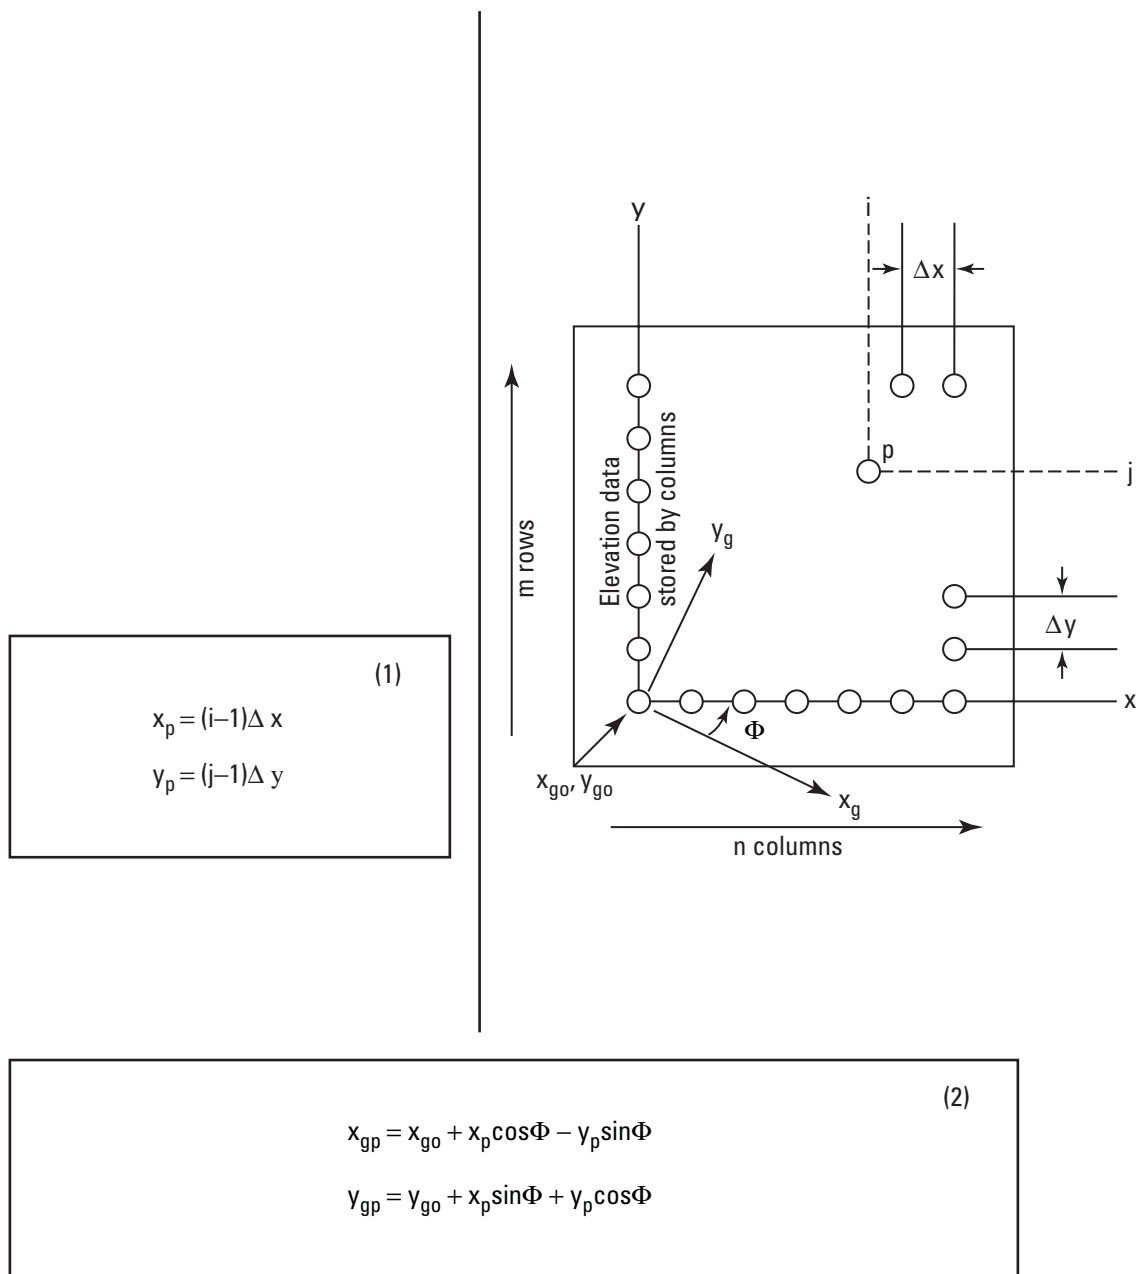 y
i
Δx
p
j
Elevation data
stored by columns
m rows
y_g
Δy
x
Φ
x_go, y_go
x_g
n columns
(1)
x_p = (i–1)Δ x
y_p = (j–1)Δ y
(2)
x_gp = x_go + x_p cosΦ – y_p sinΦ
y_gp = y_go + x_p sinΦ + y_p cosΦ